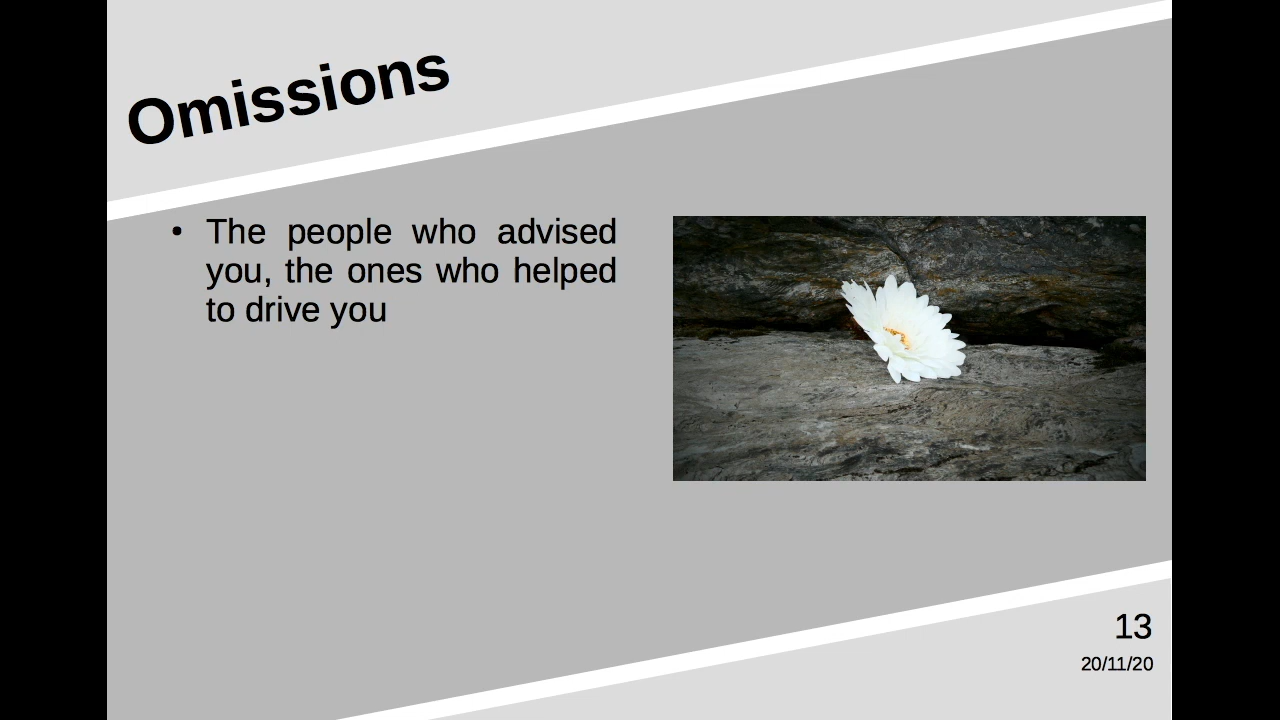 Omissions
• The people who advised
you, the ones who helped
to drive you
13
20/11/20